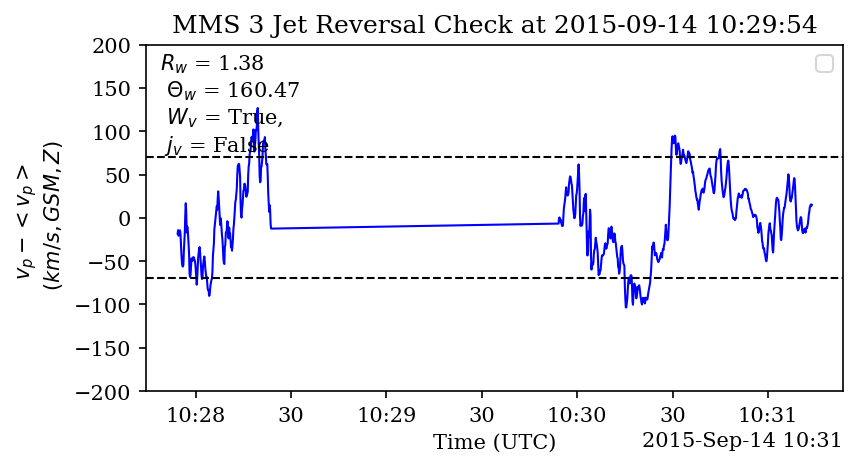 MMS 3 Jet Reversal Check at 2015-09-14 10:29:54
R_w = 1.38
Θ_w = 160.47
W_v = True,
j_v = False
v_p − < v_p >
(km/s, GSM, Z)
200
150
100
50
0
−50
−100
−150
−200
10:28 30 10:29 30 10:30 30 10:31
Time (UTC) 2015-Sep-14 10:31